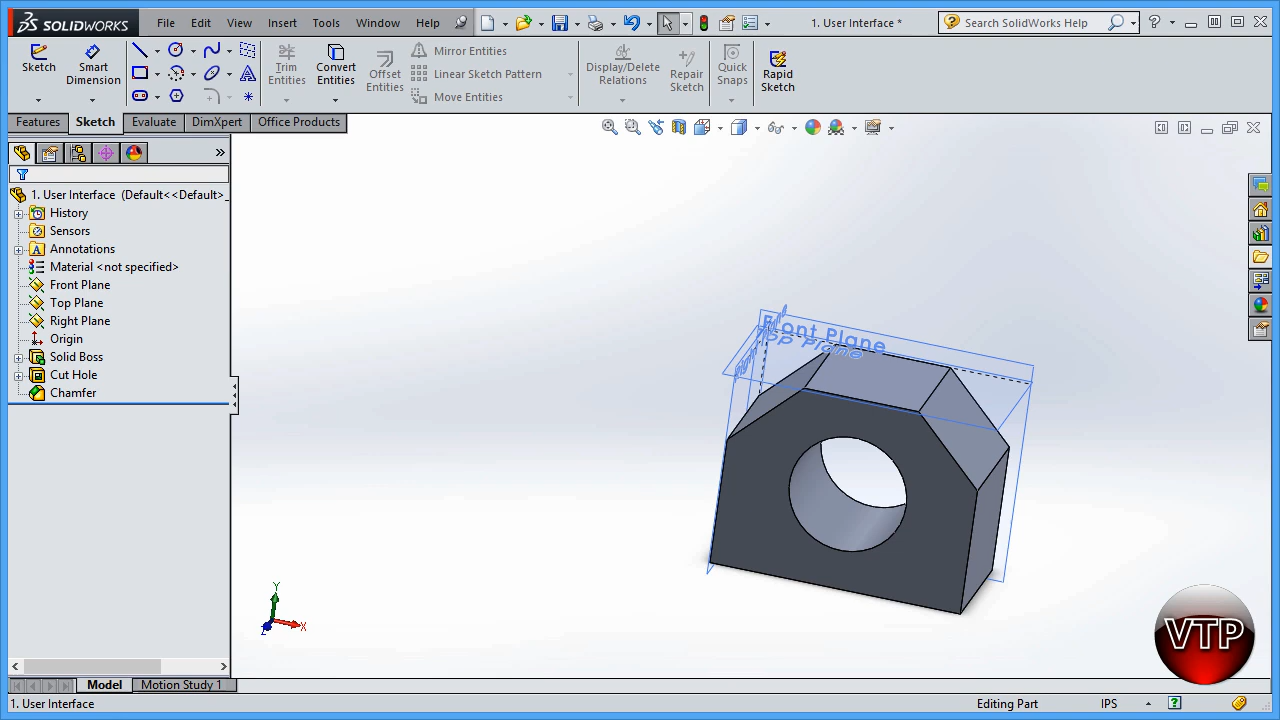 SOLIDWORKS File Edit View Insert Tools Window Help 1. User Interface * Search SolidWorks Help
Sketch Smart Dimension Trim Entities Convert Entities Offset Entities Mirror Entities Linear Sketch Pattern Move Entities Display/Delete Relations Repair Sketch Quick Snaps Rapid Sketch
Features Sketch Evaluate DimXpert Office Products
1. User Interface (Default<<Default>_
History
Sensors
Annotations
Material <not specified>
Front Plane
Top Plane
Right Plane
Origin
Solid Boss
Cut Hole
Chamfer
Front Plane
Top Plane
Y
X
Z
VTP
Model Motion Study 1
1. User Interface Editing Part IPS